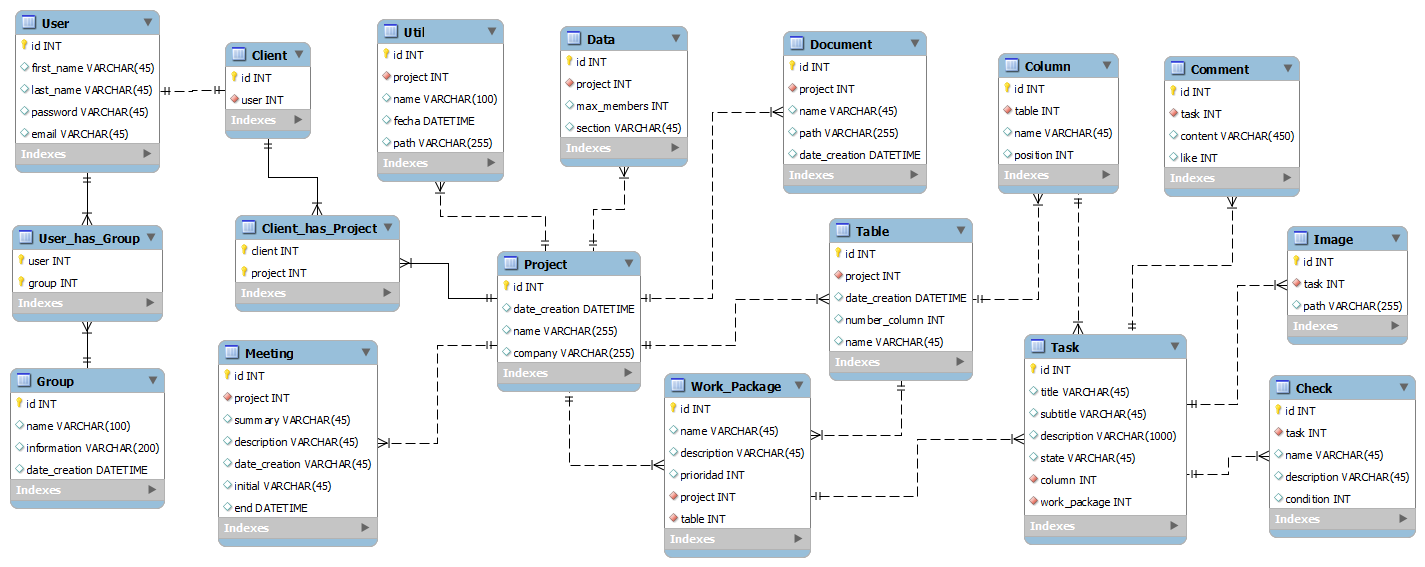 User
id INT
first_name VARCHAR(45)
last_name VARCHAR(45)
password VARCHAR(45)
email VARCHAR(45)
Indexes
Client
id INT
user INT
Indexes
Util
id INT
project INT
name VARCHAR(100)
fecha DATETIME
path VARCHAR(255)
Indexes
Data
id INT
project INT
max_members INT
section VARCHAR(45)
Indexes
Document
id INT
project INT
name VARCHAR(45)
path VARCHAR(255)
date_creation DATETIME
Indexes
Column
id INT
table INT
name VARCHAR(45)
position INT
Indexes
Comment
id INT
task INT
content VARCHAR(450)
like INT
Indexes
User_has_Group
user INT
group INT
Indexes
Client_has_Project
client INT
project INT
Indexes
Project
id INT
date_creation DATETIME
name VARCHAR(255)
company VARCHAR(255)
Indexes
Table
id INT
project INT
date_creation DATETIME
number_column INT
name VARCHAR(45)
Indexes
Image
id INT
task INT
path VARCHAR(255)
Indexes
Group
id INT
name VARCHAR(100)
information VARCHAR(200)
date_creation DATETIME
Indexes
Meeting
id INT
project INT
summary VARCHAR(45)
description VARCHAR(45)
date_creation VARCHAR(45)
initial VARCHAR(45)
end DATETIME
Indexes
Work_Package
id INT
name VARCHAR(45)
description VARCHAR(45)
prioridad INT
project INT
table INT
Indexes
Task
id INT
title VARCHAR(45)
subtitle VARCHAR(45)
description VARCHAR(1000)
state VARCHAR(45)
column INT
work_package INT
Indexes
Check
id INT
task INT
name VARCHAR(45)
description VARCHAR(45)
condition INT
Indexes